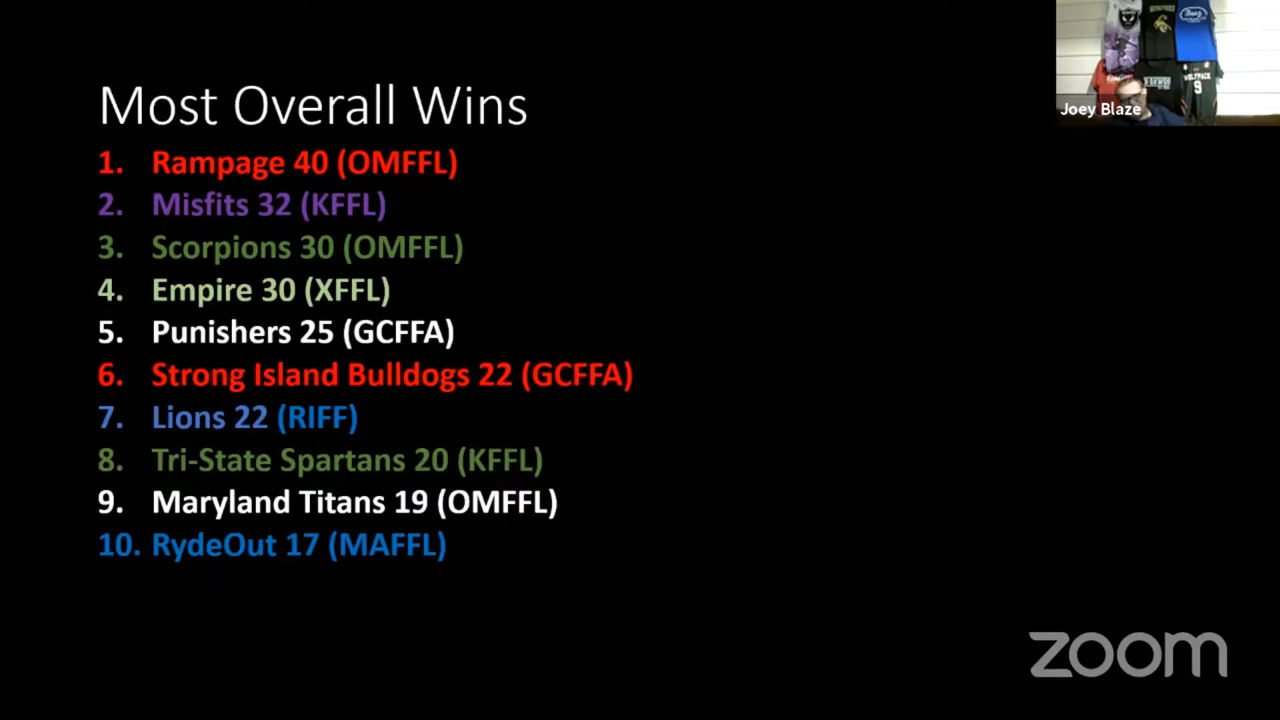 Most Overall Wins
1. Rampage 40 (OMFFL)
2. Misfits 32 (KFFL)
3. Scorpions 30 (OMFFL)
4. Empire 30 (XFFL)
5. Punishers 25 (GCFFA)
6. Strong Island Bulldogs 22 (GCFFA)
7. Lions 22 (RIFF)
8. Tri-State Spartans 20 (KFFL)
9. Maryland Titans 19 (OMFFL)
10. RydeOut 17 (MAFFL)
WOLFPACK
9
Joey Blaze
zoom